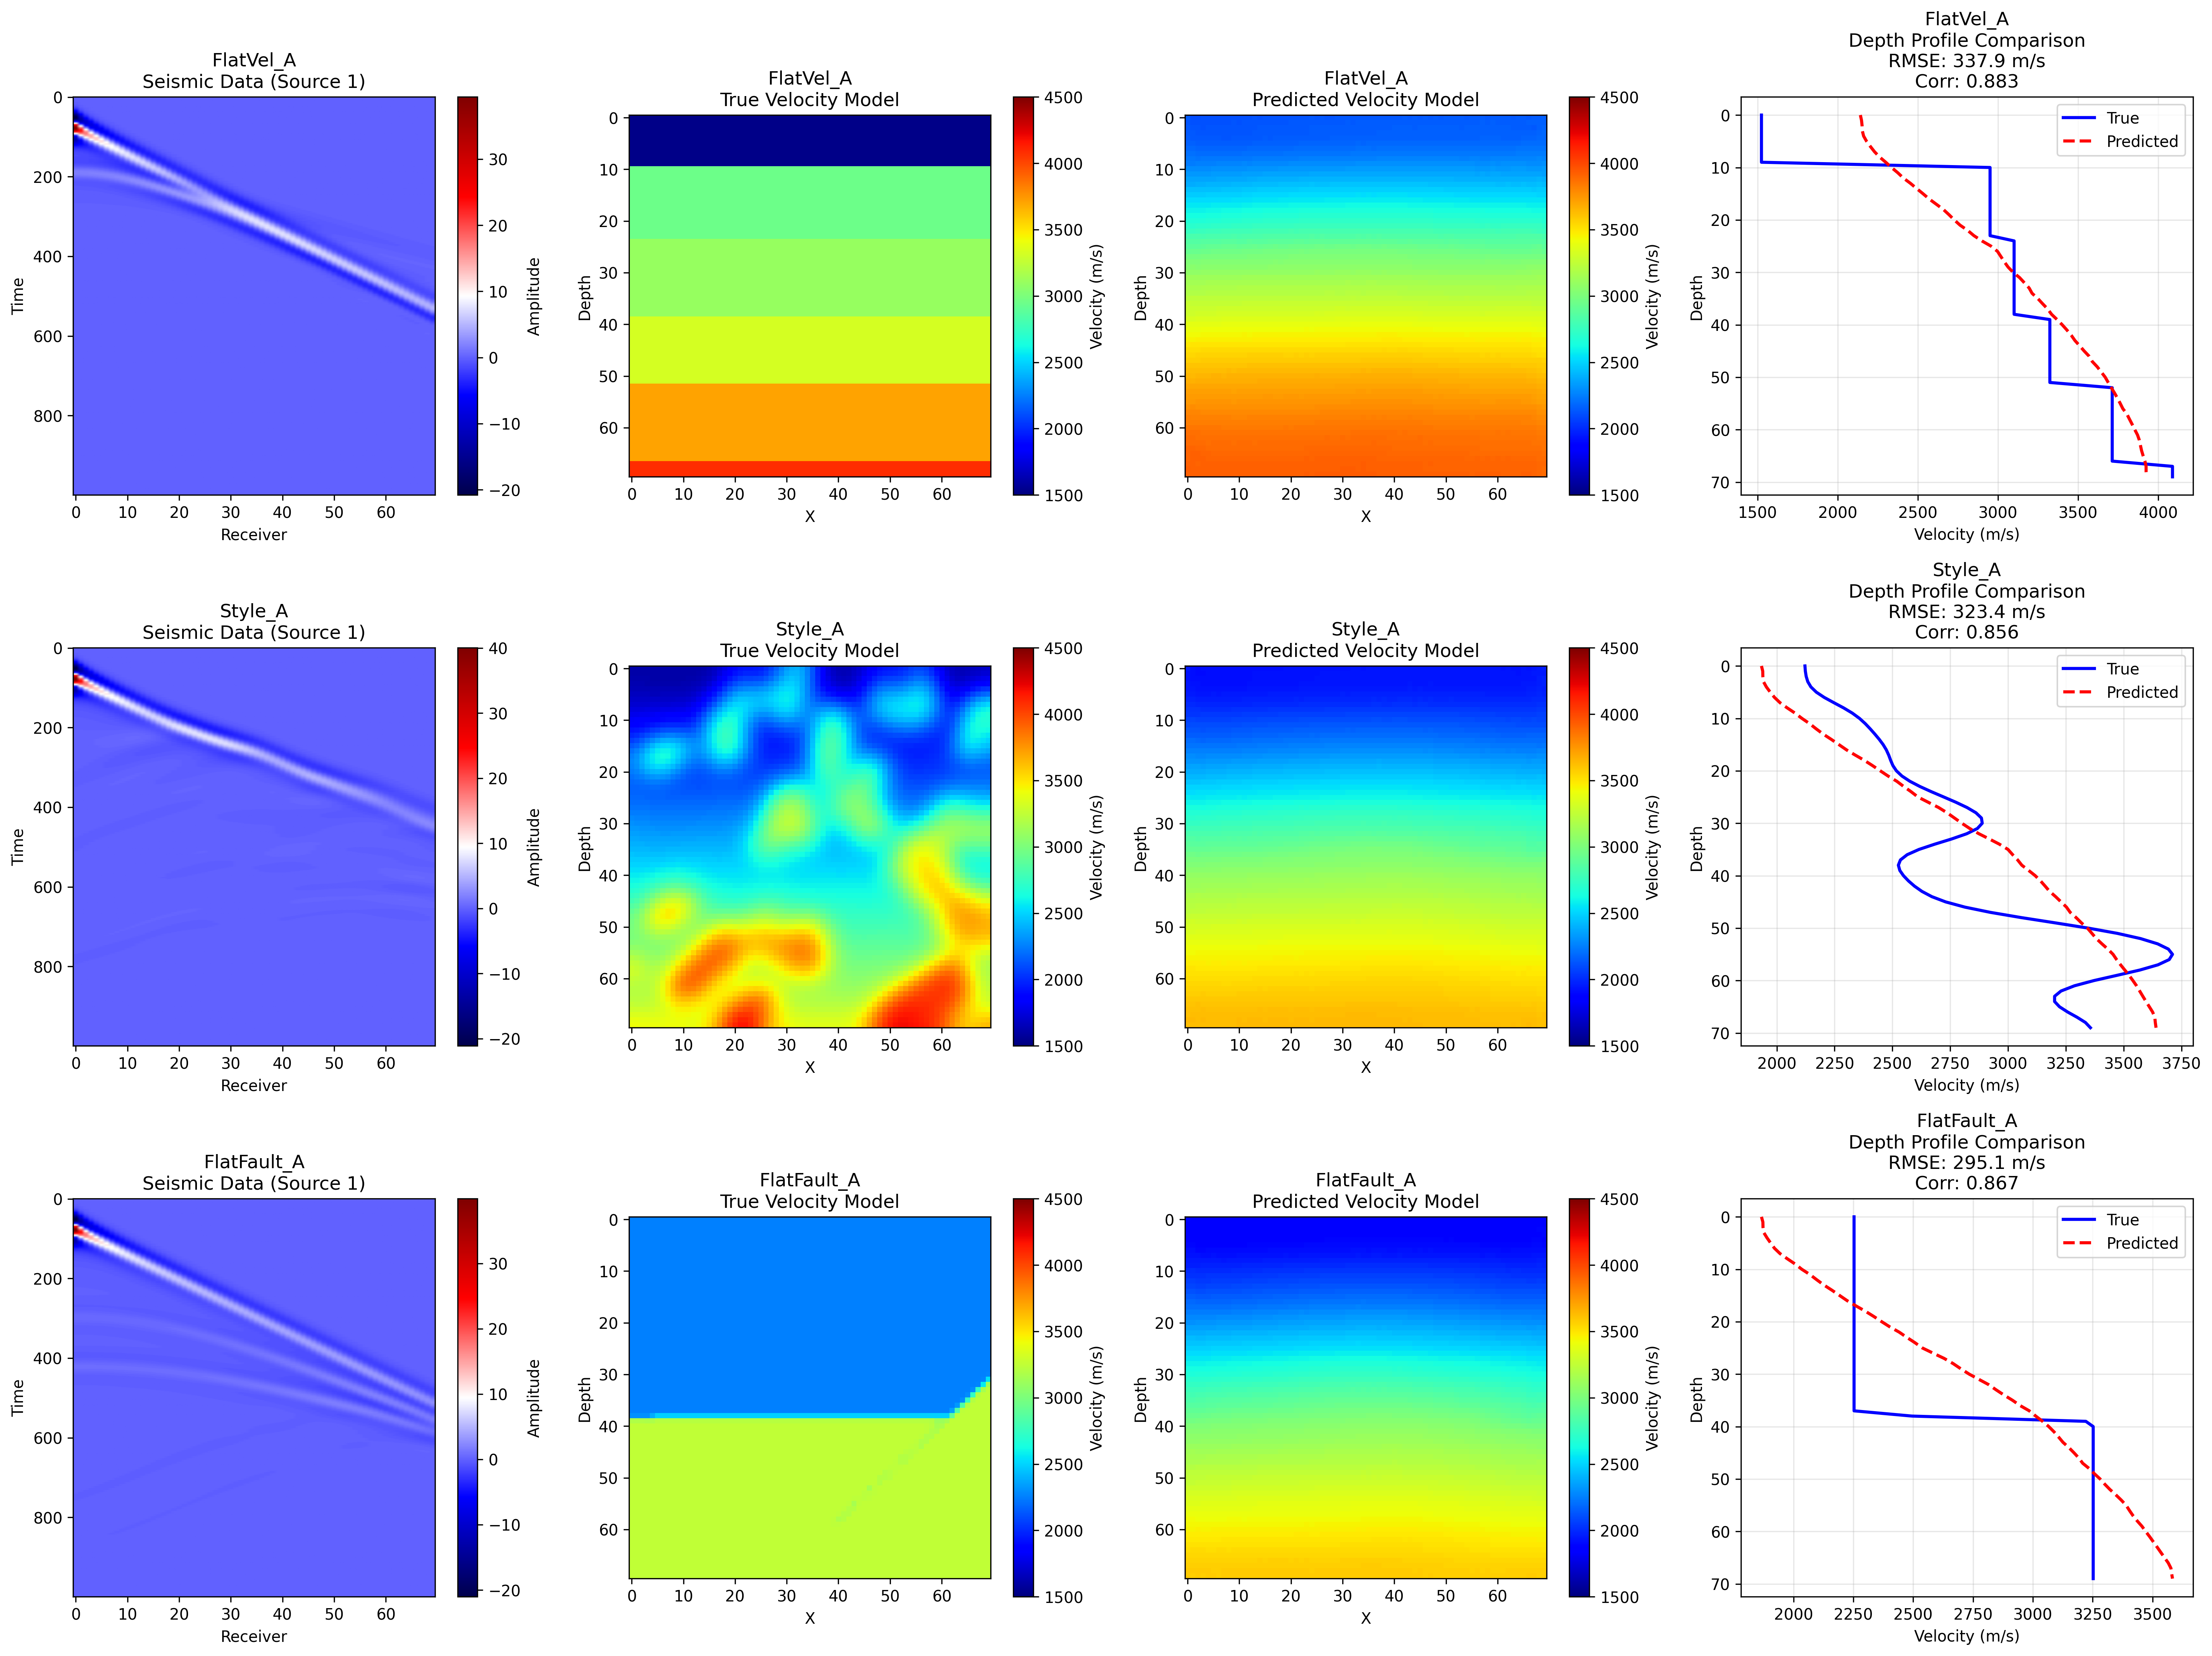 FlatVel_A
Seismic Data (Source 1)
0
200
400
600
800
Time
0 10 20 30 40 50 60
Receiver
30
20
10
0
−10
−20
Amplitude
FlatVel_A
True Velocity Model
0
10
20
30
40
50
60
Depth
0 10 20 30 40 50 60
X
4500
4000
3500
3000
2500
2000
1500
Velocity (m/s)
FlatVel_A
Predicted Velocity Model
0
10
20
30
40
50
60
Depth
0 10 20 30 40 50 60
X
4500
4000
3500
3000
2500
2000
1500
Velocity (m/s)
FlatVel_A
Depth Profile Comparison
RMSE: 337.9 m/s
Corr: 0.883
True
Predicted
0
10
20
30
40
50
60
70
Depth
1500 2000 2500 3000 3500 4000
Velocity (m/s)
Style_A
Seismic Data (Source 1)
0
200
400
600
800
Time
0 10 20 30 40 50 60
Receiver
40
30
20
10
0
−10
−20
Amplitude
Style_A
True Velocity Model
0
10
20
30
40
50
60
Depth
0 10 20 30 40 50 60
X
4500
4000
3500
3000
2500
2000
1500
Velocity (m/s)
Style_A
Predicted Velocity Model
0
10
20
30
40
50
60
Depth
0 10 20 30 40 50 60
X
4500
4000
3500
3000
2500
2000
1500
Velocity (m/s)
Style_A
Depth Profile Comparison
RMSE: 323.4 m/s
Corr: 0.856
True
Predicted
0
10
20
30
40
50
60
70
Depth
2000 2250 2500 2750 3000 3250 3500 3750
Velocity (m/s)
FlatFault_A
Seismic Data (Source 1)
0
200
400
600
800
Time
0 10 20 30 40 50 60
Receiver
30
20
10
0
−10
−20
Amplitude
FlatFault_A
True Velocity Model
0
10
20
30
40
50
60
Depth
0 10 20 30 40 50 60
X
4500
4000
3500
3000
2500
2000
1500
Velocity (m/s)
FlatFault_A
Predicted Velocity Model
0
10
20
30
40
50
60
Depth
0 10 20 30 40 50 60
X
4500
4000
3500
3000
2500
2000
1500
Velocity (m/s)
FlatFault_A
Depth Profile Comparison
RMSE: 295.1 m/s
Corr: 0.867
True
Predicted
0
10
20
30
40
50
60
70
Depth
2000 2250 2500 2750 3000 3250 3500
Velocity (m/s)